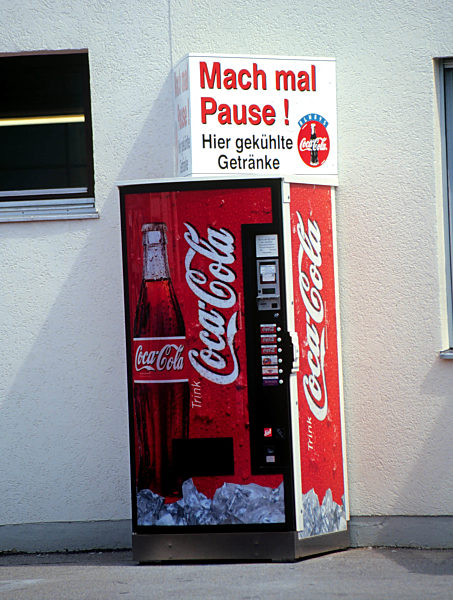 Mach mal
Pause !
Hier gekühlte
Getränke
Coca-Cola
Trink
Coca-Cola
Coca-Cola
Trink
Coca-Cola